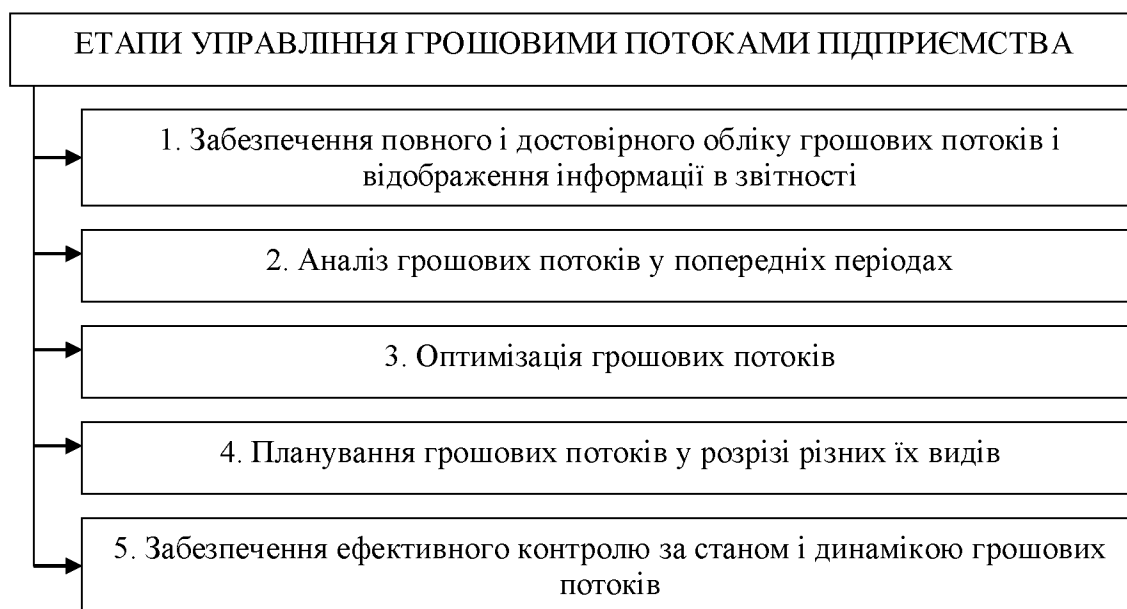 ЕТАПИ УПРАВЛІННЯ ГРОШОВИМИ ПОТОКАМИ ПІДПРИЄМСТВА
1. Забезпечення повного і достовірного обліку грошових потоків і
відображення інформації в звітності
2. Аналіз грошових потоків у попередніх періодах
3. Оптимізація грошових потоків
4. Планування грошових потоків у розрізі різних їх видів
5. Забезпечення ефективного контролю за станом і динамікою грошових
потоків